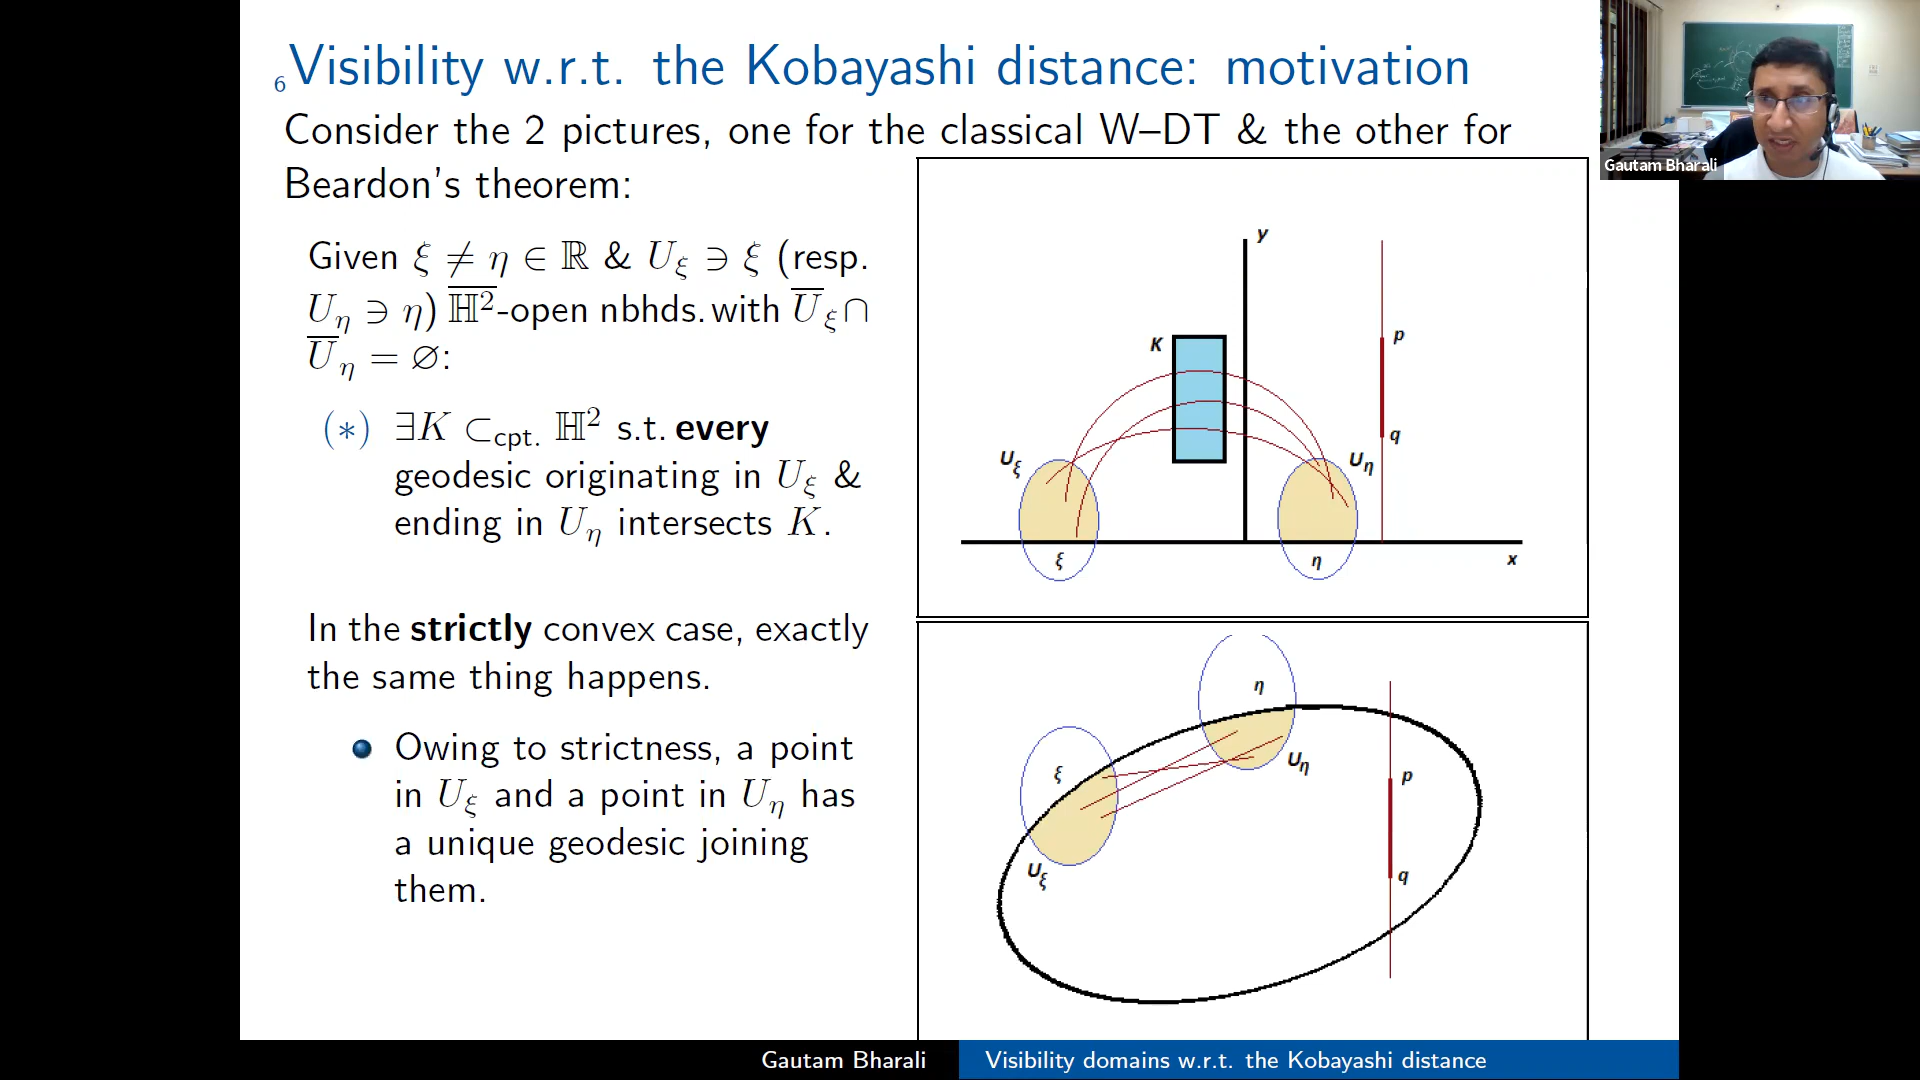 6 Visibility w.r.t. the Kobayashi distance: motivation
Consider the 2 pictures, one for the classical W–DT & the other for
Beardon's theorem:
Given ξ ≠ η ∈ ℝ & U_ξ ∋ ξ (resp.
U_η ∋ η) \overline{ℍ²}-open nbhds. with \overline{U}_ξ ∩
\overline{U}_η = ∅:
(∗) ∃K ⊂_cpt. ℍ² s.t. every
geodesic originating in U_ξ &
ending in U_η intersects K.
In the strictly convex case, exactly
the same thing happens.
Owing to strictness, a point
in U_ξ and a point in U_η has
a unique geodesic joining
them.
y
K
p
q
U_ξ
U_η
ξ
η
x
η
ξ
U_η
U_ξ
p
q
Gautam Bharali
Visibility domains w.r.t. the Kobayashi distance
Gautam Bharali